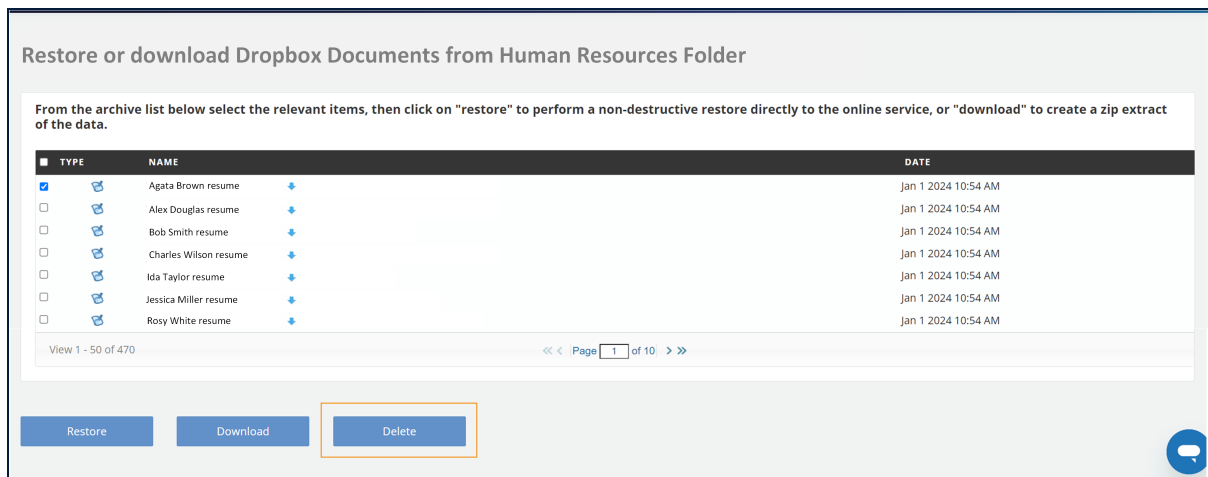 Restore or download Dropbox Documents from Human Resources Folder
From the archive list below select the relevant items, then click on "restore" to perform a non-destructive restore directly to the online service, or "download" to create a zip extract
of the data.
TYPE NAME DATE
Agata Brown resume Jan 1 2024 10:54 AM
Alex Douglas resume Jan 1 2024 10:54 AM
Bob Smith resume Jan 1 2024 10:54 AM
Charles Wilson resume Jan 1 2024 10:54 AM
Ida Taylor resume Jan 1 2024 10:54 AM
Jessica Miller resume Jan 1 2024 10:54 AM
Rosy White resume Jan 1 2024 10:54 AM
View 1 - 50 of 470 Page 1 of 10
Restore Download Delete